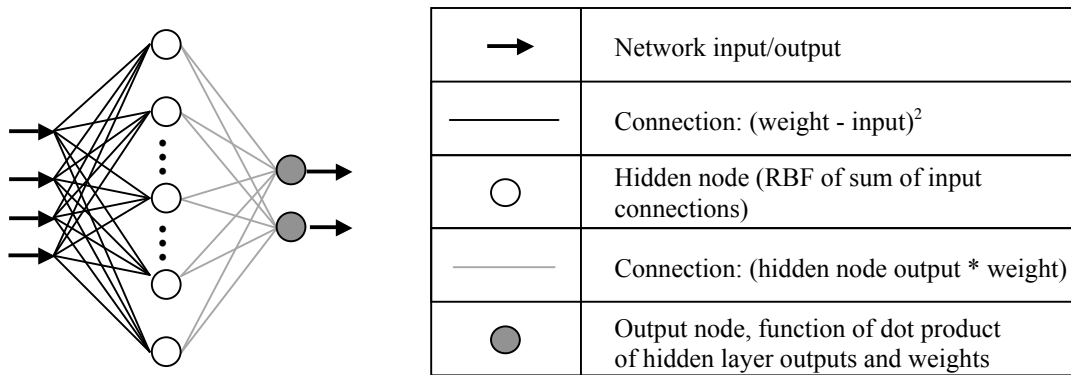 Network input/output
Connection: (weight - input)²
Hidden node (RBF of sum of input
connections)
Connection: (hidden node output * weight)
Output node, function of dot product
of hidden layer outputs and weights